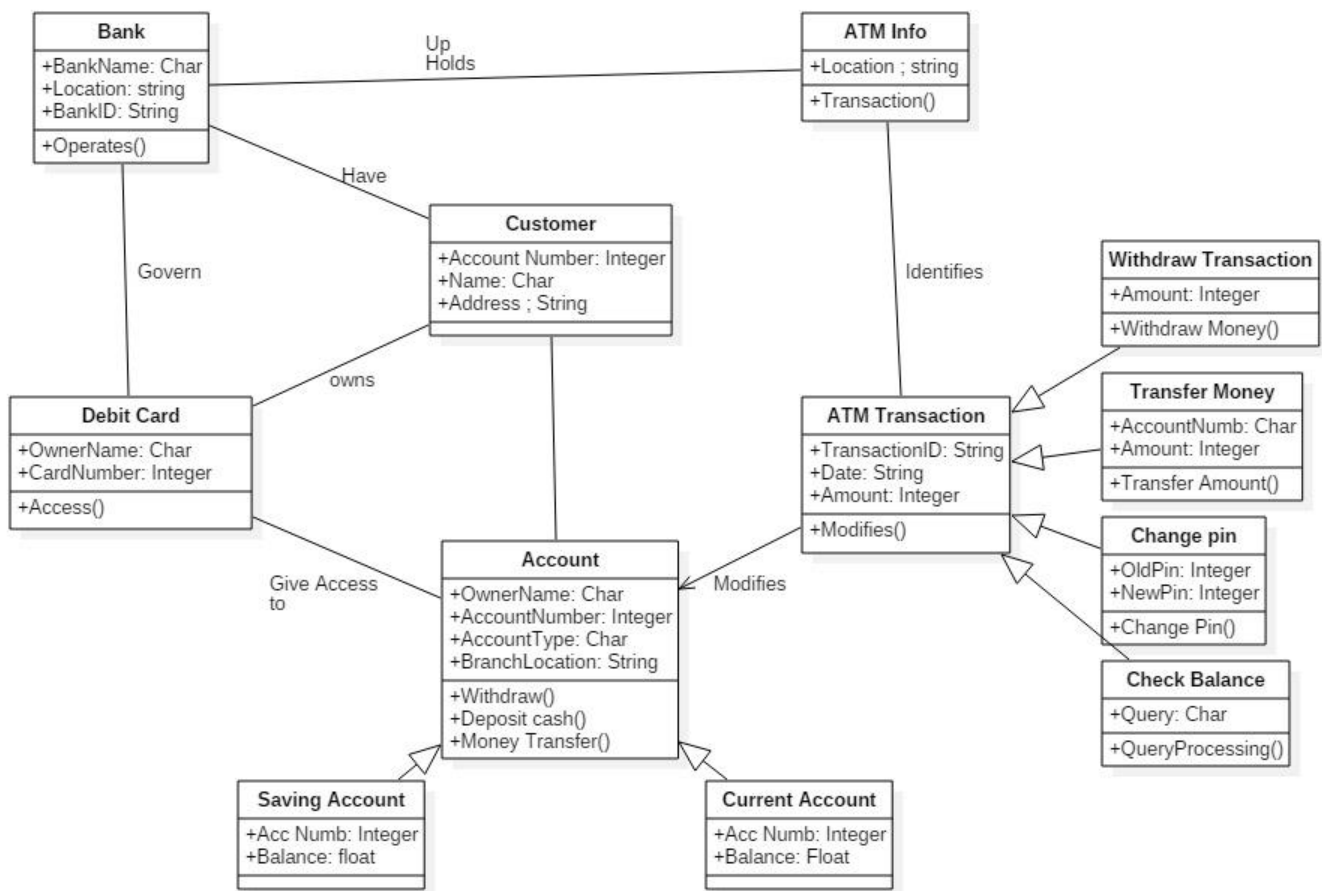 Bank
+BankName: Char
+Location: string
+BankID: String
+Operates()
Up
Holds
ATM Info
+Location ; string
+Transaction()
Have
Customer
+Account Number: Integer
+Name: Char
+Address ; String
Govern
Identifies
Withdraw Transaction
+Amount: Integer
+Withdraw Money()
owns
Debit Card
+OwnerName: Char
+CardNumber: Integer
+Access()
ATM Transaction
+TransactionID: String
+Date: String
+Amount: Integer
+Modifies()
Transfer Money
+AccountNumb: Char
+Amount: Integer
+Transfer Amount()
Change pin
+OldPin: Integer
+NewPin: Integer
+Change Pin()
Give Access
to
Account
+OwnerName: Char
+AccountNumber: Integer
+AccountType: Char
+BranchLocation: String
+Withdraw()
+Deposit cash()
+Money Transfer()
Modifies
Check Balance
+Query: Char
+QueryProcessing()
Saving Account
+Acc Numb: Integer
+Balance: float
Current Account
+Acc Numb: Integer
+Balance: Float